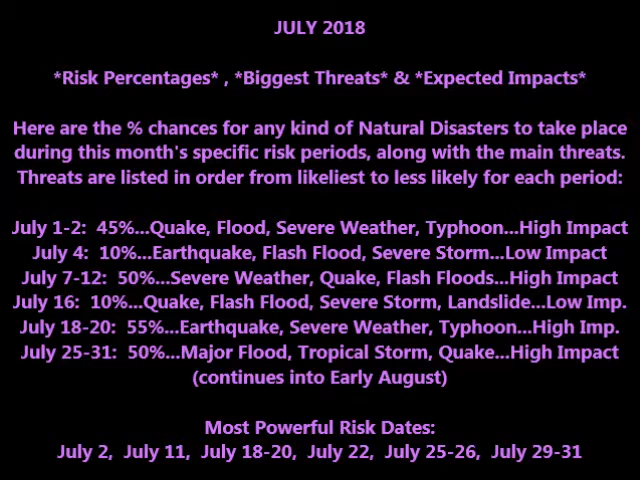 JULY 2018
*Risk Percentages* , *Biggest Threats* & *Expected Impacts*
Here are the % chances for any kind of Natural Disasters to take place
during this month's specific risk periods, along with the main threats.
Threats are listed in order from likeliest to less likely for each period:
July 1-2:  45%...Quake, Flood, Severe Weather, Typhoon...High Impact
July 4:  10%...Earthquake, Flash Flood, Severe Storm...Low Impact
July 7-12:  50%...Severe Weather, Quake, Flash Floods...High Impact
July 16:  10%...Quake, Flash Flood, Severe Storm, Landslide...Low Imp.
July 18-20:  55%...Earthquake, Severe Weather, Typhoon...High Imp.
July 25-31:  50%...Major Flood, Tropical Storm, Quake...High Impact
(continues into Early August)
Most Powerful Risk Dates:
July 2,  July 11,  July 18-20,  July 22,  July 25-26,  July 29-31